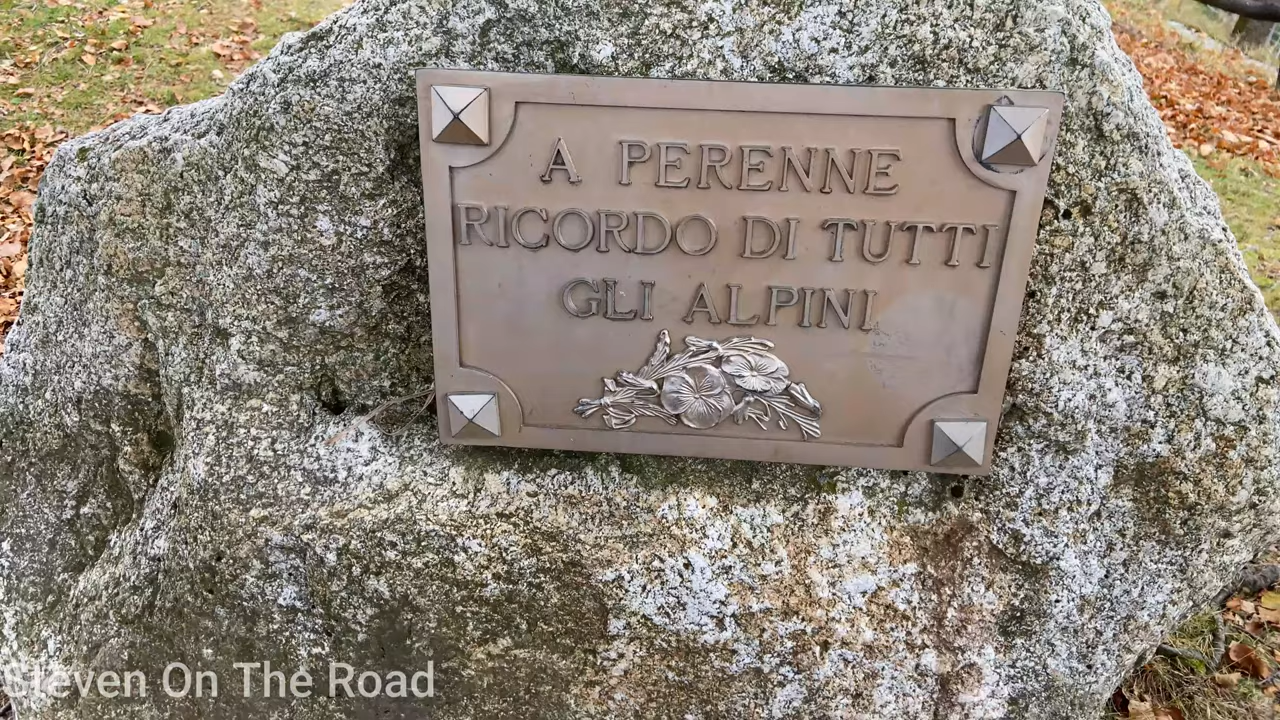 A PERENNE
RICORDO DI TUTTI
GLI ALPINI
Steven On The Road